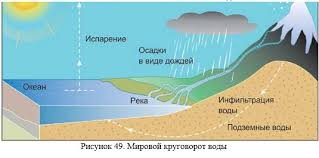 Испарение
Осадки
в виде дождей
Океан
Река
Инфильтрация
воды
Подземные воды
Рисунок 49. Мировой круговорот воды